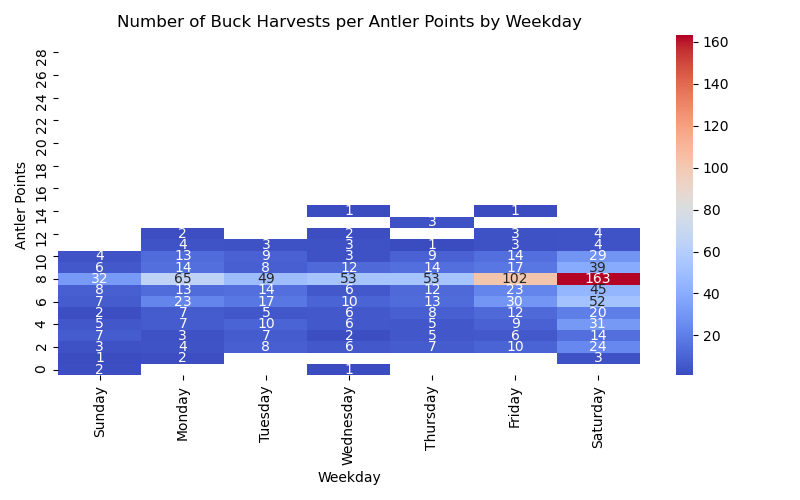 Number of Buck Harvests per Antler Points by Weekday
Antler Points
28
26
24
22
20
18
16
14 1 1
3
12 2 2 3 4
4 3 3 1 3 4
10 4 13 9 3 9 14 29
6 14 8 12 14 17 39
8 32 65 49 53 53 102 163
8 13 14 6 12 23 45
6 7 23 17 10 13 30 52
2 7 5 6 8 12 20
4 5 7 10 6 5 9 31
7 3 7 2 5 6 14
2 3 4 8 6 7 10 24
1 2 3
0 2 1
Sunday Monday Tuesday Wednesday Thursday Friday Saturday
Weekday
160
140
120
100
80
60
40
20